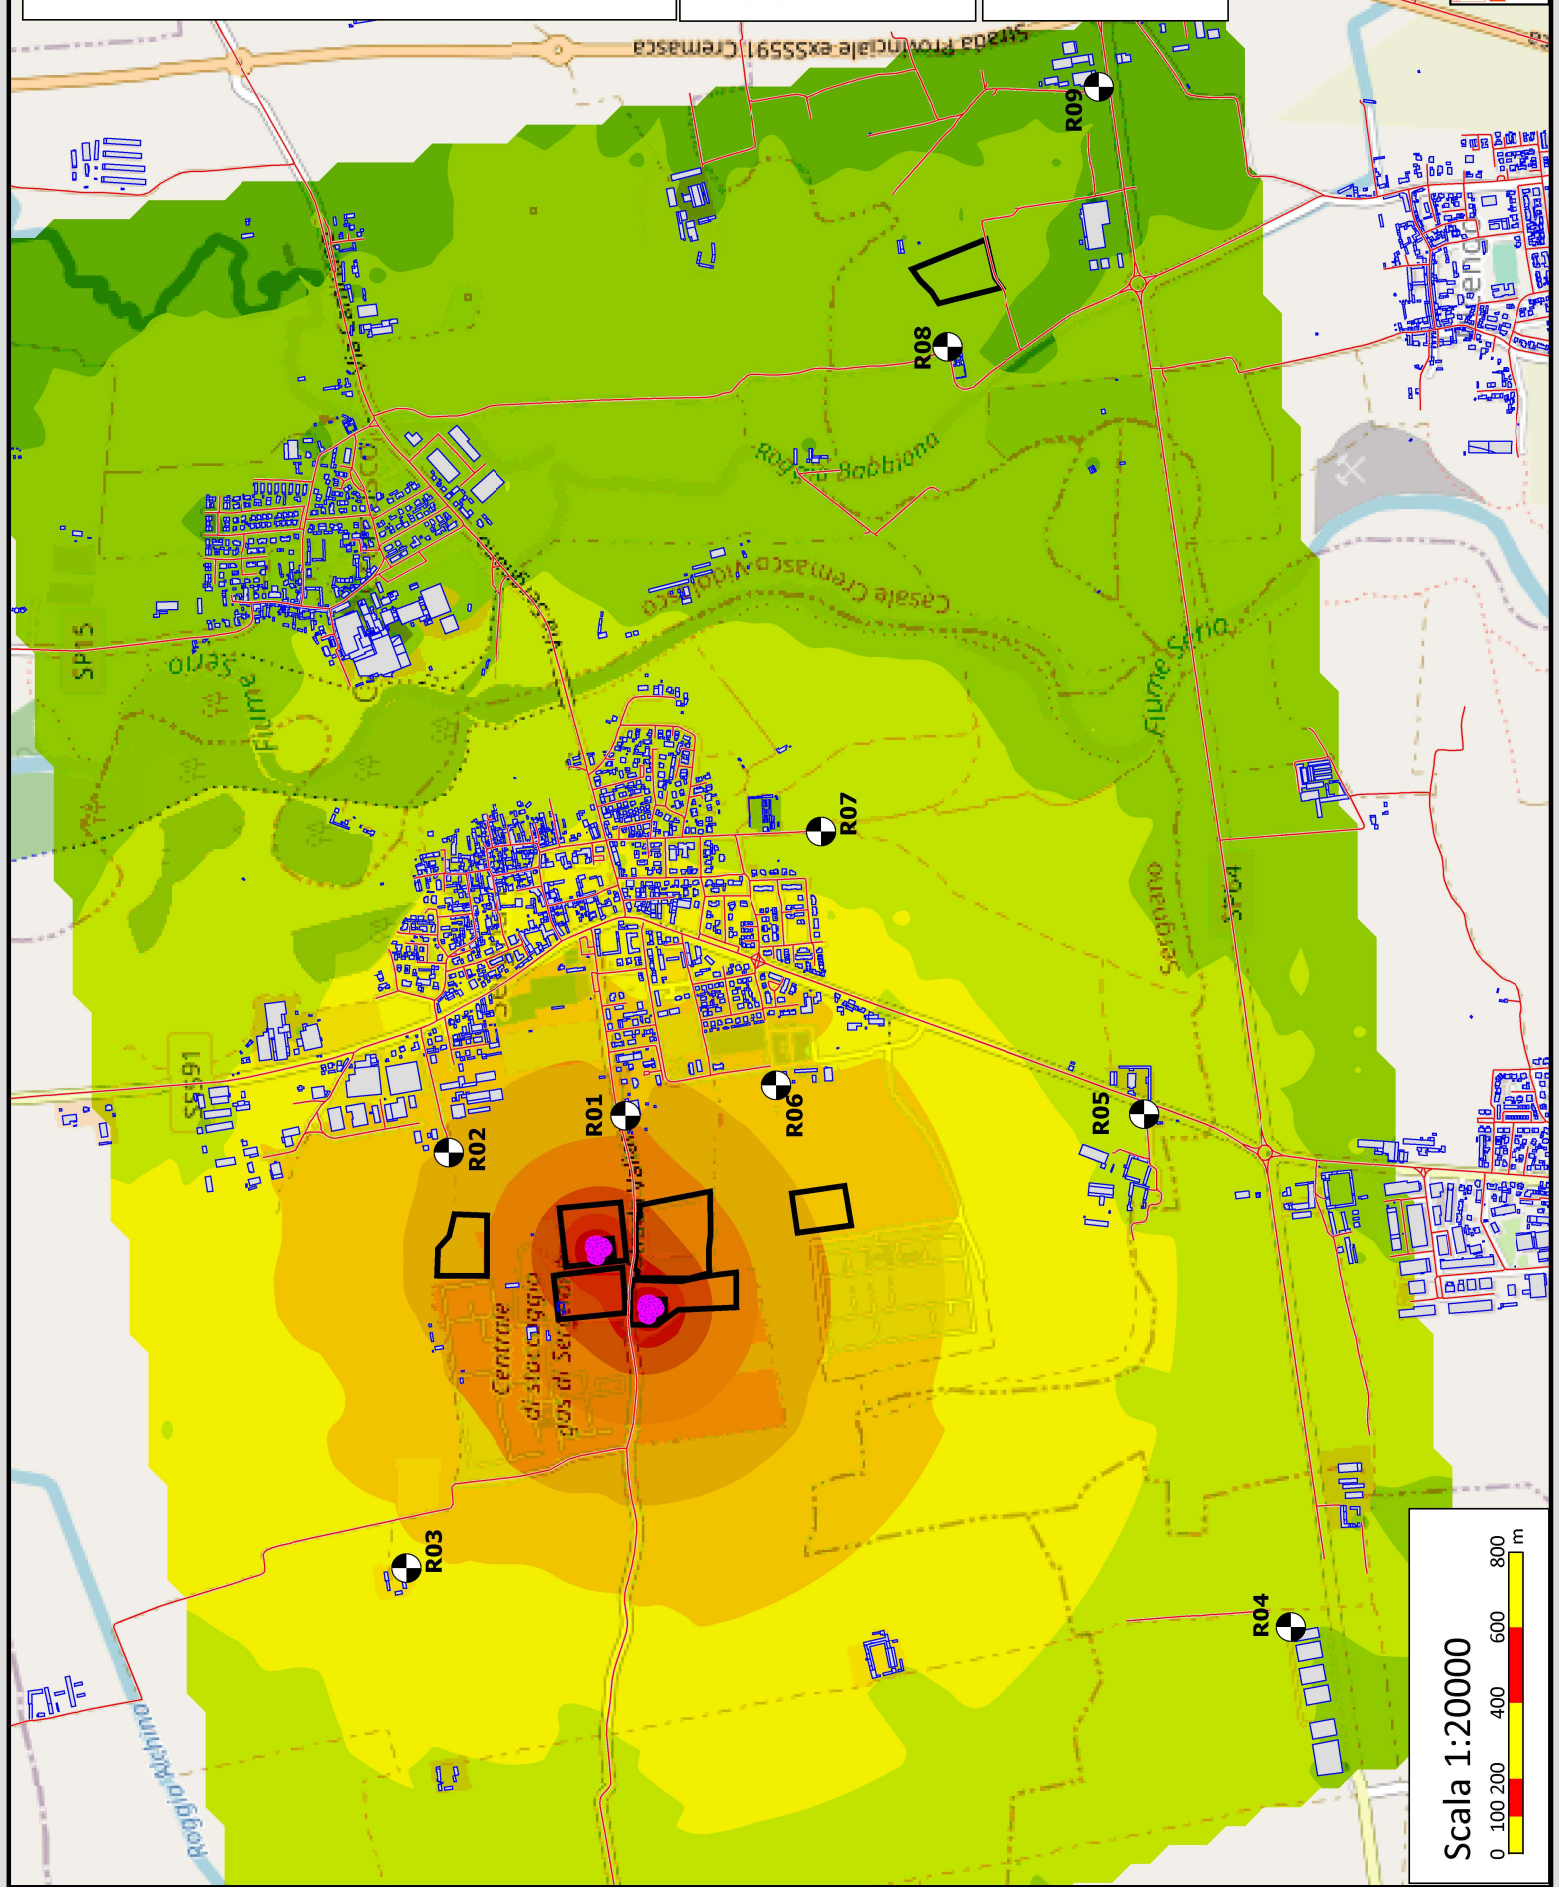 Strada Provinciale exSS591 Cremasca
R09
R08
Roggia Babbiona
SP15
Serio
Fiume
Casale Cremasco Vidolasco
Fiume Serio
R07
SP64
SS591
R02
R01
R06
R05
Centrale
di stoccaggio
gas di Ser
R03
R04
Roggia Alchina
Scala 1:20000
0 100 200 400 600 800
m